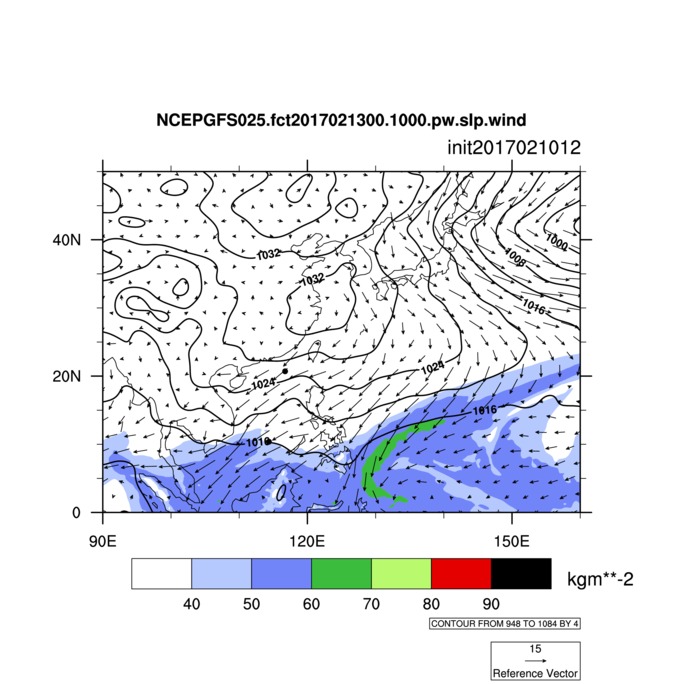 NCEPGFS025.fct2017021300.1000.pw.slp.wind
init2017021012
40N
20N
0
1032
1032
1000
1008
1016
1024
1024
1016
1016
90E
120E
150E
40 50 60 70 80 90
kgm**-2
CONTOUR FROM 948 TO 1084 BY 4
15
Reference Vector